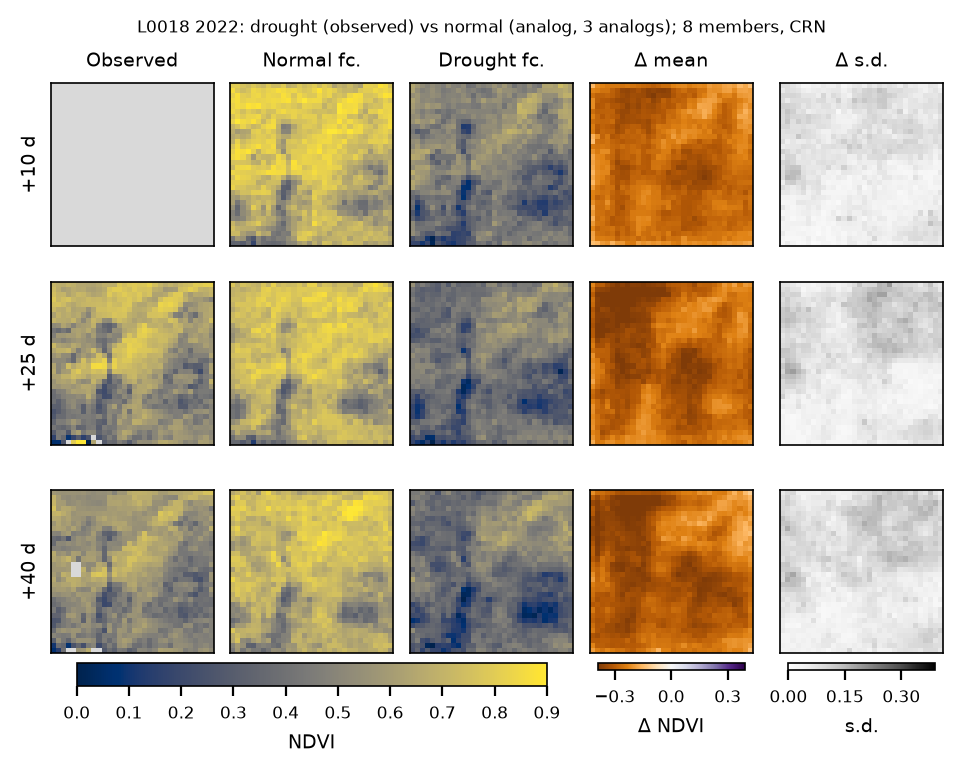 L0018 2022: drought (observed) vs normal (analog, 3 analogs); 8 members, CRN
Observed Normal fc. Drought fc. Δ mean Δ s.d.
+10 d
+25 d
+40 d
0.0 0.1 0.2 0.3 0.4 0.5 0.6 0.7 0.8 0.9
NDVI
−0.3 0.0 0.3
Δ NDVI
0.00 0.15 0.30
s.d.